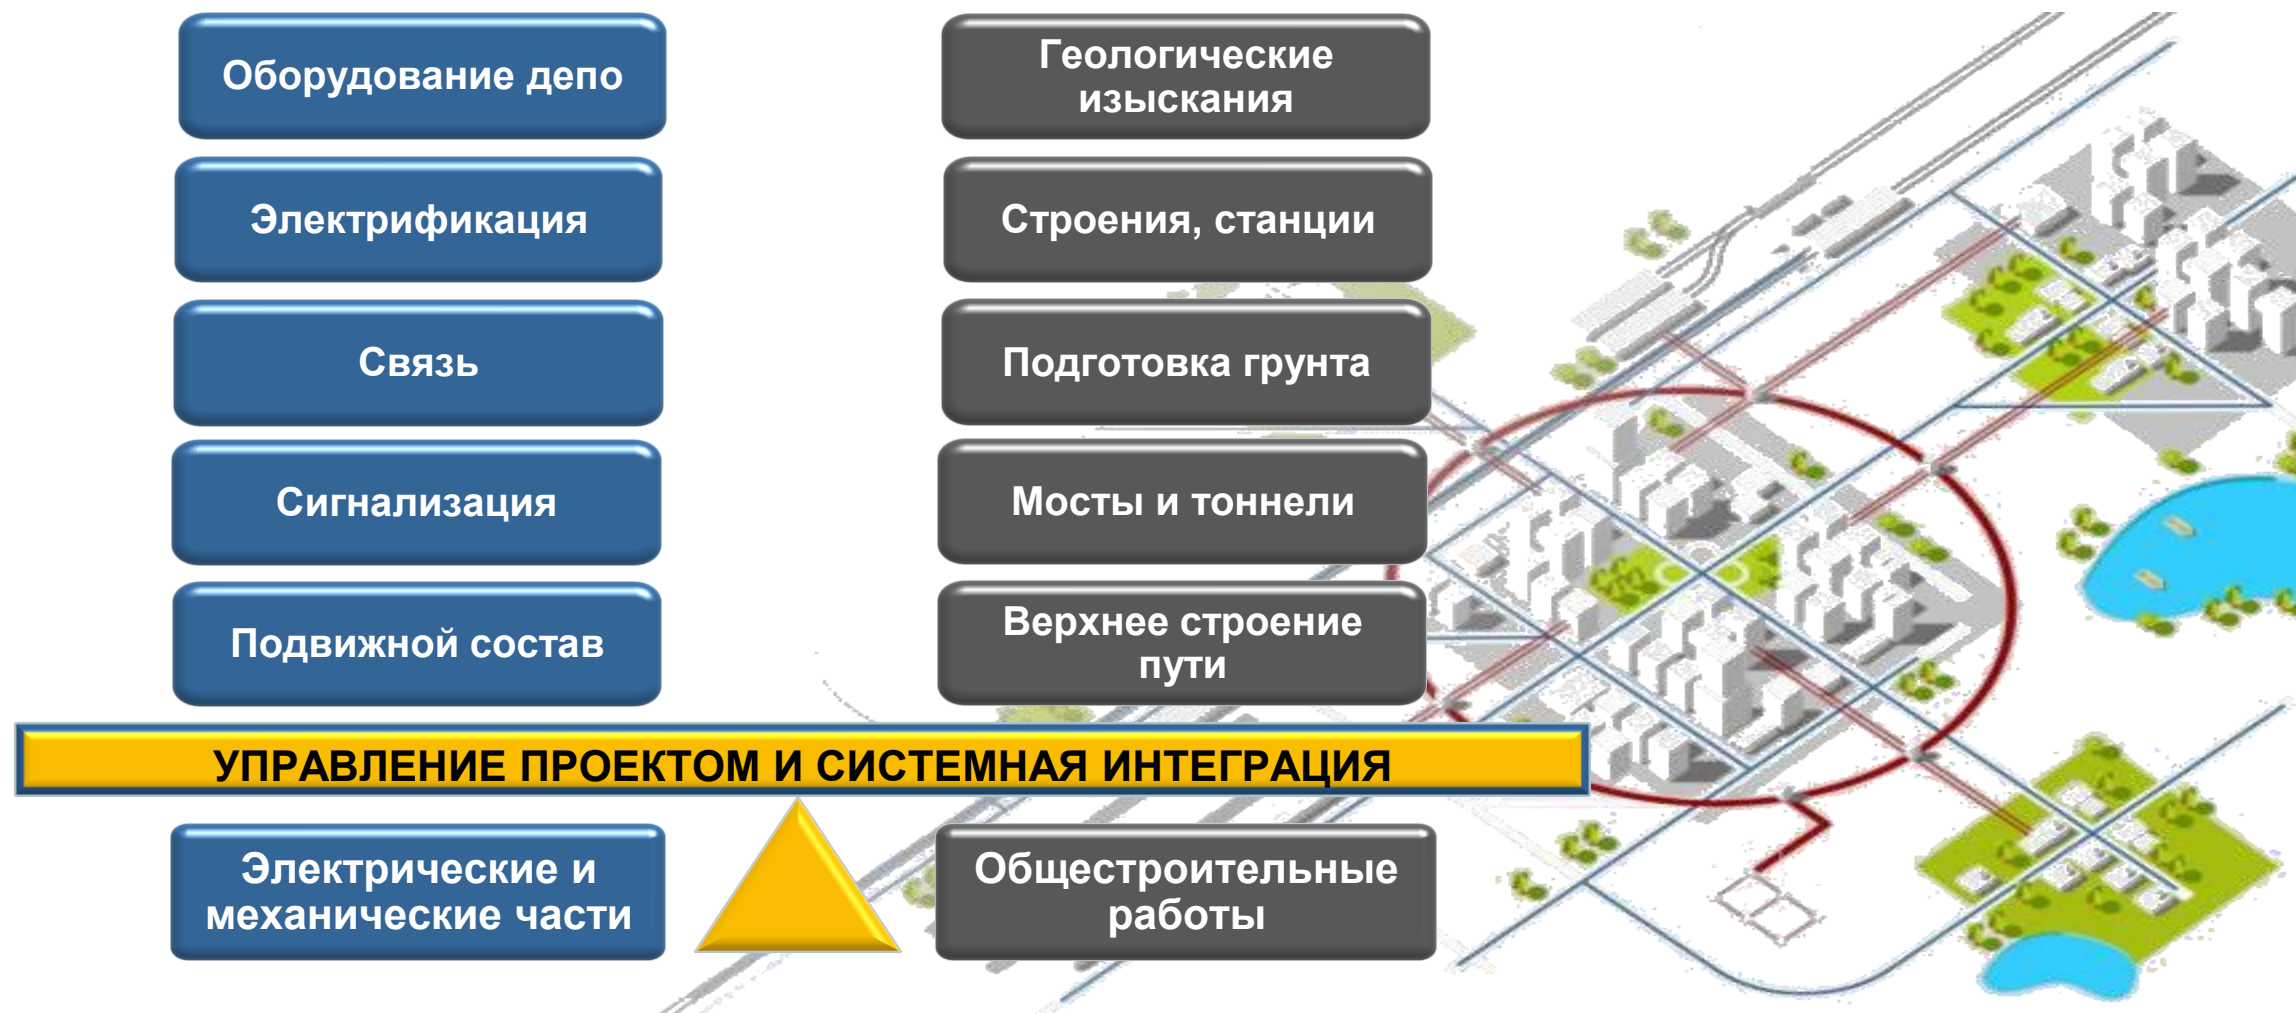 Оборудование депо
Электрификация
Связь
Сигнализация
Подвижной состав
Геологические
изыскания
Строения, станции
Подготовка грунта
Мосты и тоннели
Верхнее строение
пути
УПРАВЛЕНИЕ ПРОЕКТОМ И СИСТЕМНАЯ ИНТЕГРАЦИЯ
Электрические и
механические части
Общестроительные
работы